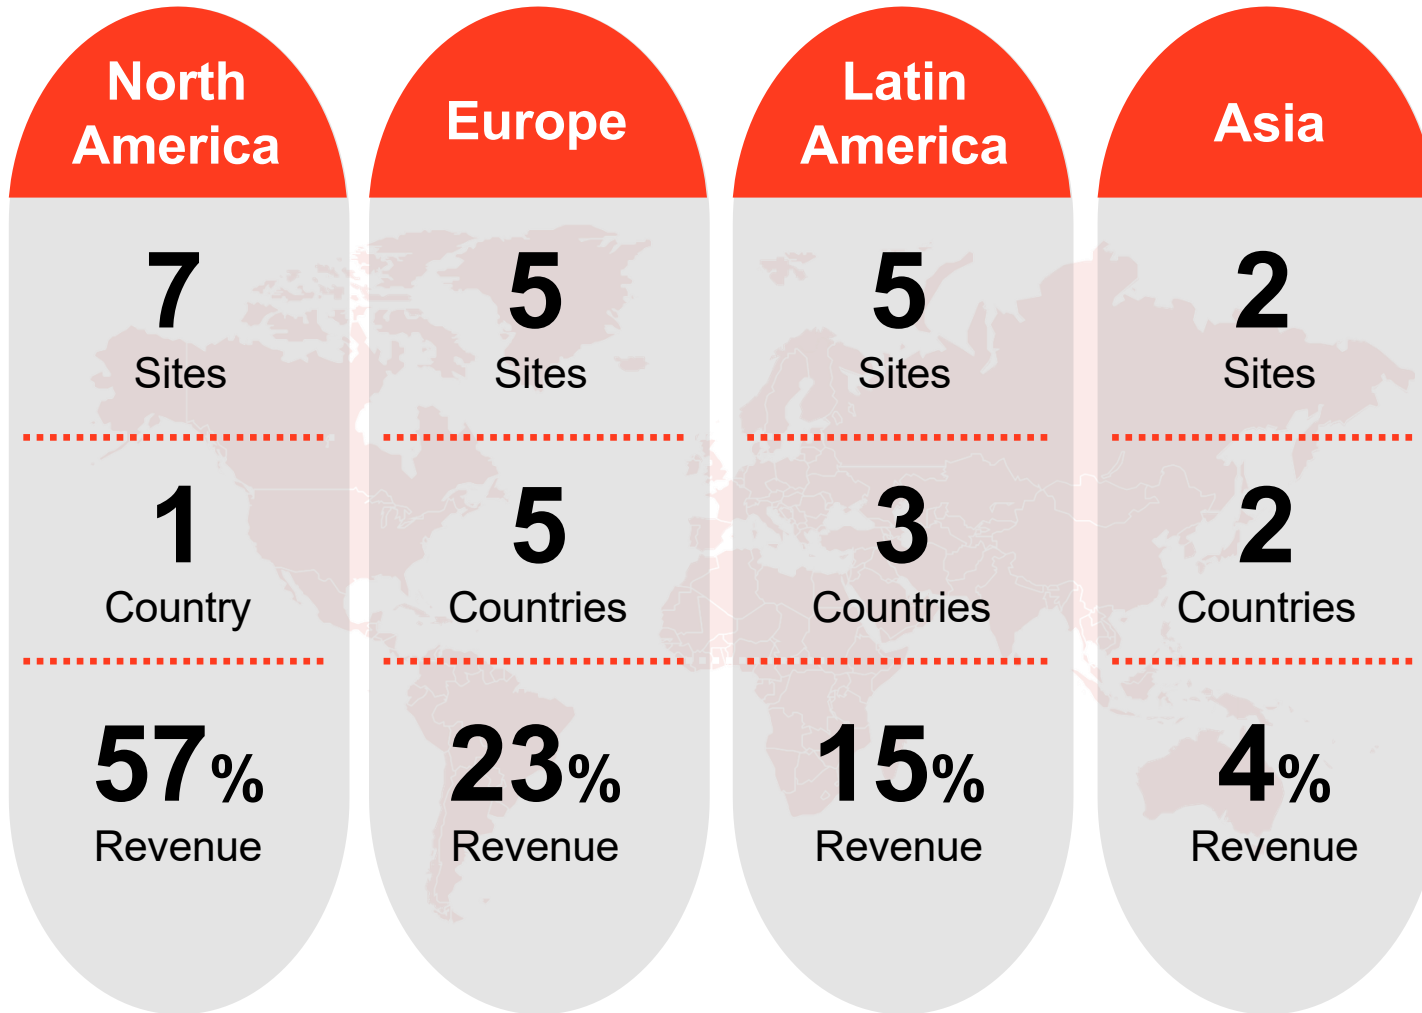 North
America
7
Sites
1
Country
57%
Revenue
Europe
5
Sites
5
Countries
23%
Revenue
Latin
America
5
Sites
3
Countries
15%
Revenue
Asia
2
Sites
2
Countries
4%
Revenue